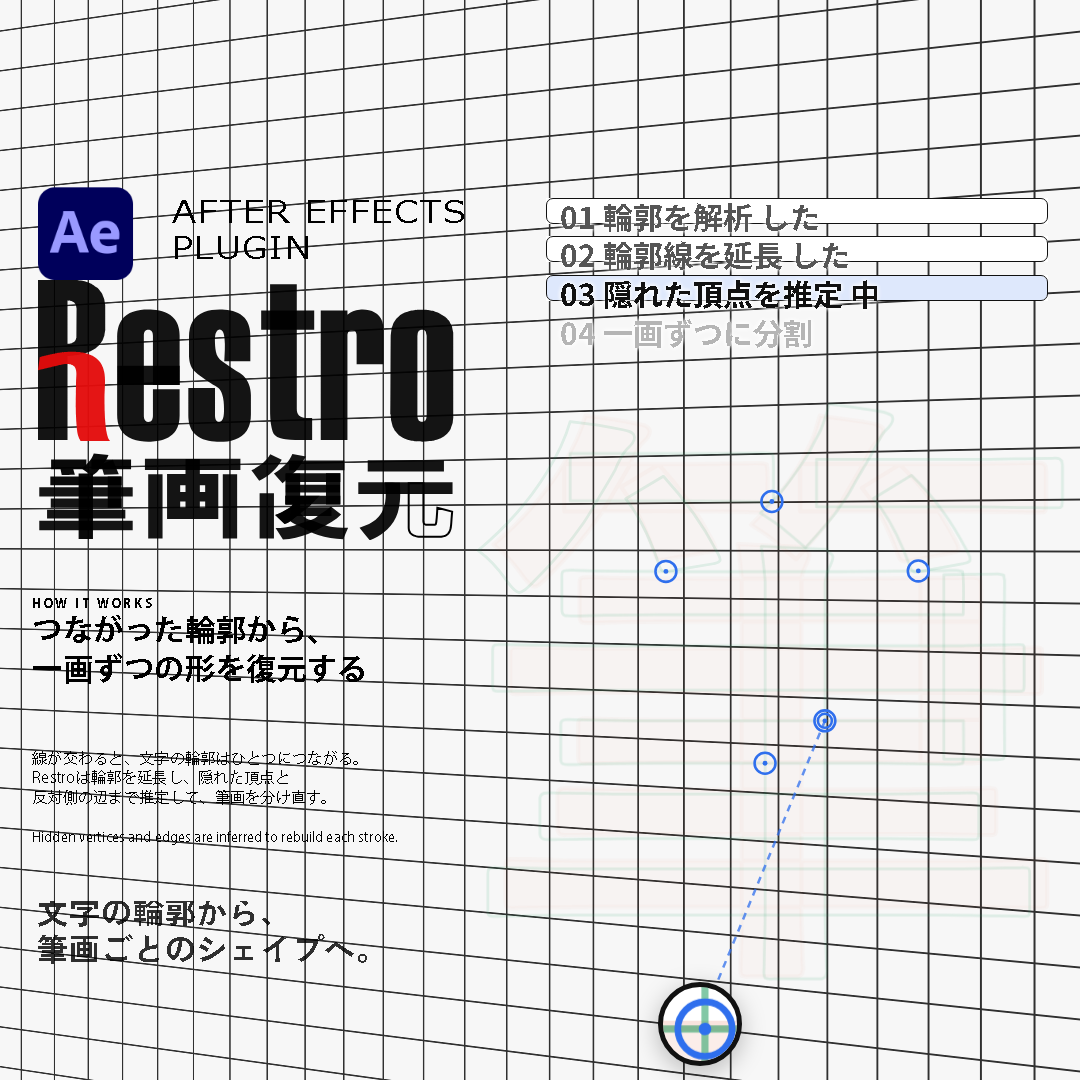 Ae
AFTER EFFECTS
PLUGIN
Restro
筆画復元
HOW IT WORKS
つながった輪郭から、
一画ずつの形を復元する
線が交わると、文字の輪郭はひとつにつながる。
Restroは輪郭を延長し、隠れた頂点と
反対側の辺まで推定して、筆画を分け直す。
Hidden vertices and edges are inferred to rebuild each stroke.
文字の輪郭から、
筆画ごとのシェイプへ。
01 輪郭を解析 した
02 輪郭線を延長 した
03 隠れた頂点を推定 中
04 一画ずつに分割
筆